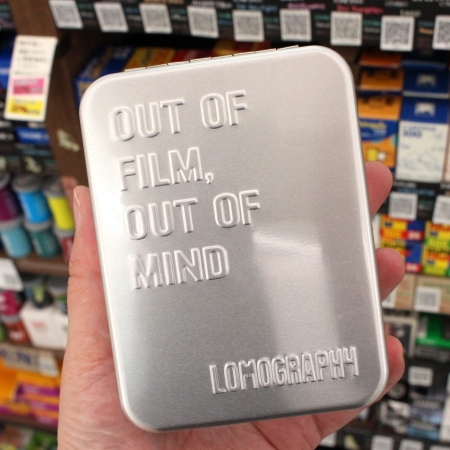 OUT OF
FILM,
OUT OF
MIND
LOMOGRAPHY